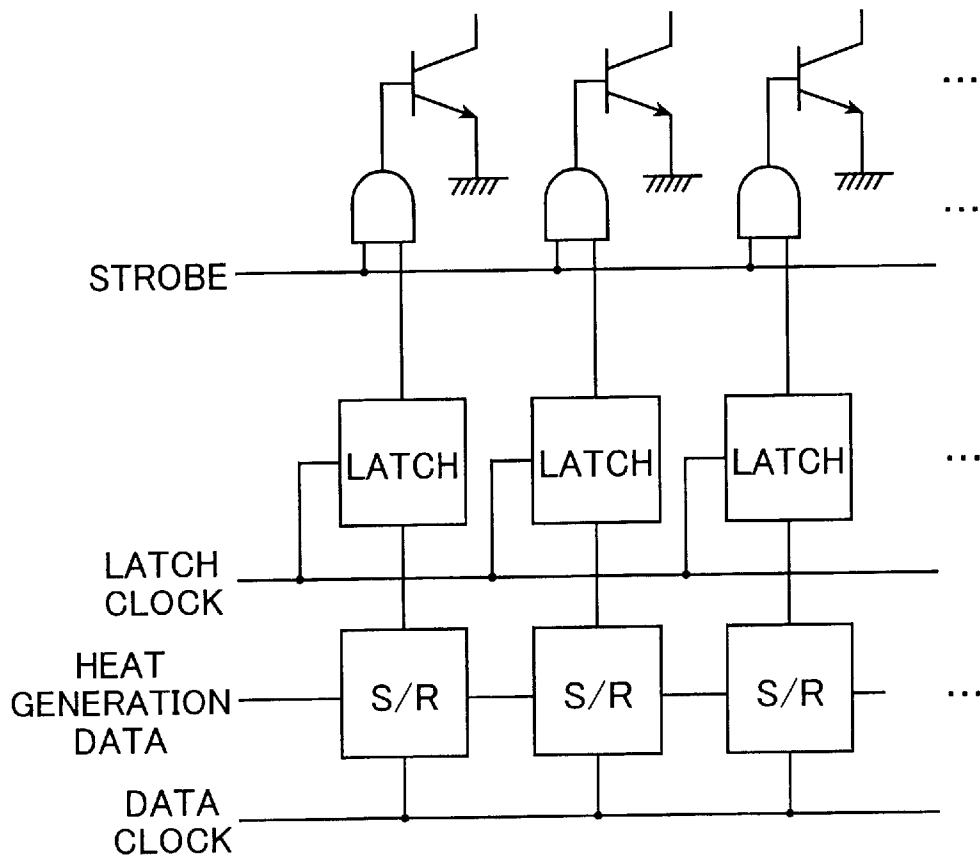 ...
...
STROBE
LATCH LATCH LATCH ...
LATCH
CLOCK
HEAT
GENERATION
DATA
S/R S/R S/R ...
DATA
CLOCK